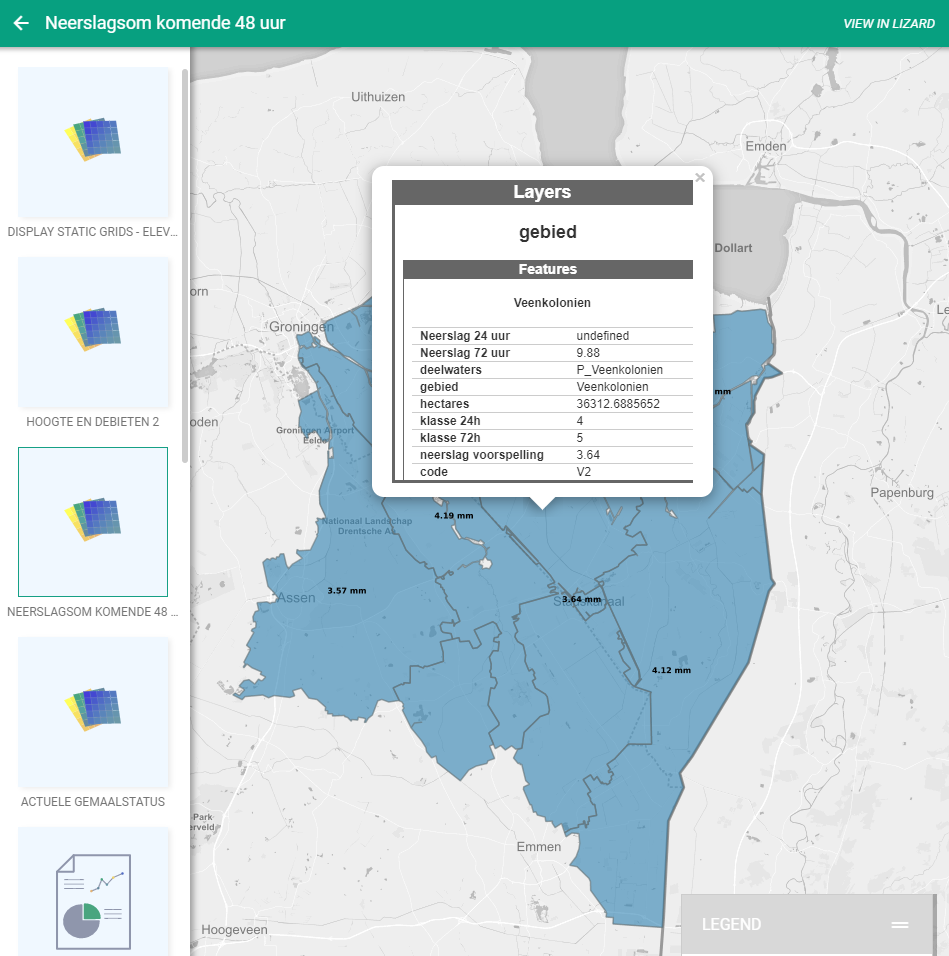 Neerslagsom komende 48 uur
VIEW IN LIZARD
DISPLAY STATIC GRIDS - ELEV...
HOOGTE EN DEBIETEN 2
NEERSLAGSOM KOMENDE 48 ...
ACTUELE GEMAALSTATUS
Uithuizen
Emden
Dollart
orn
Groningen
Le
oden
Groningen Airport
Eelde
Papenburg
×
Layers
gebied
Features
Veenkolonien
Neerslag 24 uur undefined
Neerslag 72 uur 9.88
deelwaters P_Veenkolonien
gebied Veenkolonien
hectares 36312.6885652
klasse 24h 4
klasse 72h 5
neerslag voorspelling 3.64
code V2
mm
4.19 mm
Nationaal Landschap
Drentsche Aa
3.57 mm
Assen
3.64 mm
Stadskanaal
4.12 mm
-Park
erveld
Emmen
Hoogeveen
LEGEND